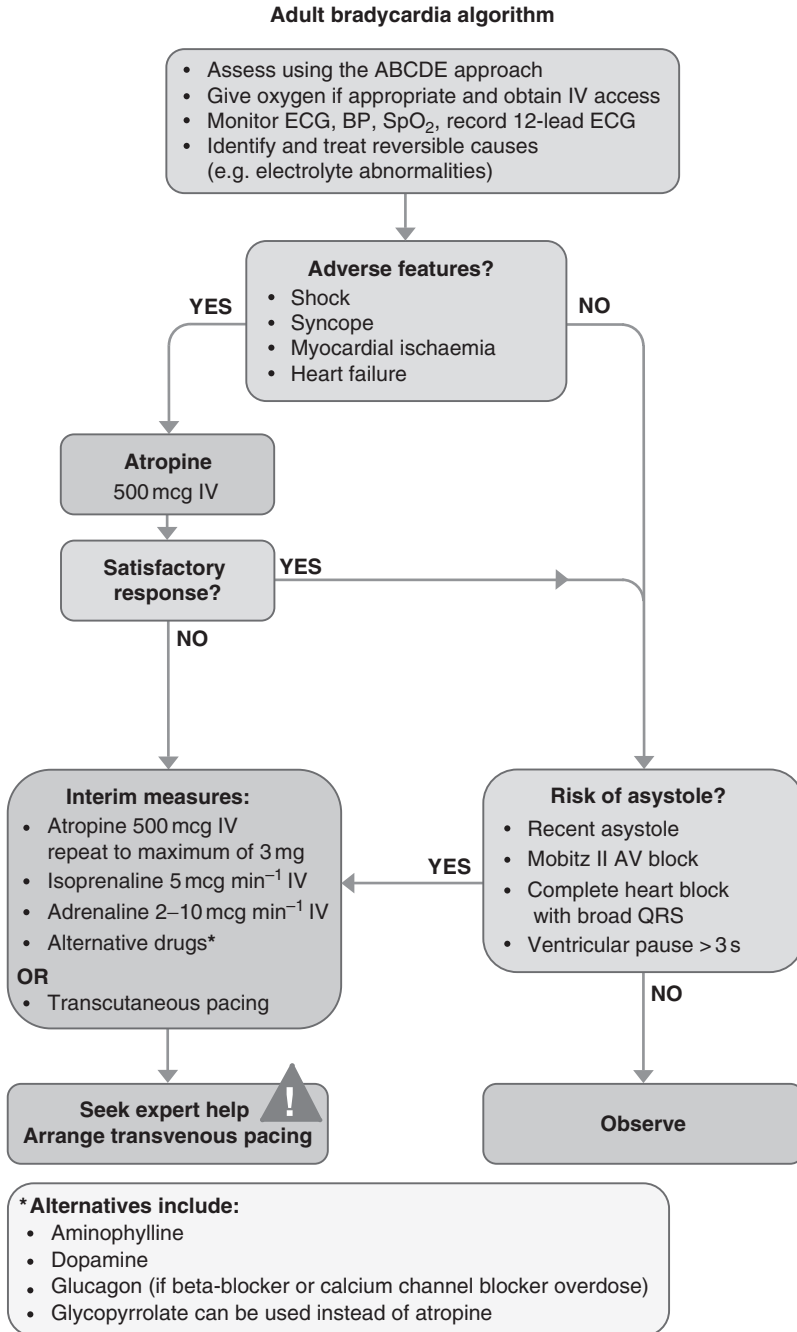 Adult bradycardia algorithm
• Assess using the ABCDE approach
• Give oxygen if appropriate and obtain IV access
• Monitor ECG, BP, SpO₂, record 12-lead ECG
• Identify and treat reversible causes
(e.g. electrolyte abnormalities)
Adverse features?
• Shock
• Syncope
• Myocardial ischaemia
• Heart failure
YES
NO
Atropine
500 mcg IV
Satisfactory
response?
YES
NO
Interim measures:
• Atropine 500 mcg IV
repeat to maximum of 3 mg
• Isoprenaline 5 mcg min⁻¹ IV
• Adrenaline 2–10 mcg min⁻¹ IV
• Alternative drugs*
OR
• Transcutaneous pacing
YES
Risk of asystole?
• Recent asystole
• Mobitz II AV block
• Complete heart block
with broad QRS
• Ventricular pause > 3 s
NO
Seek expert help
Arrange transvenous pacing
!
Observe
*Alternatives include:
• Aminophylline
• Dopamine
• Glucagon (if beta-blocker or calcium channel blocker overdose)
• Glycopyrrolate can be used instead of atropine